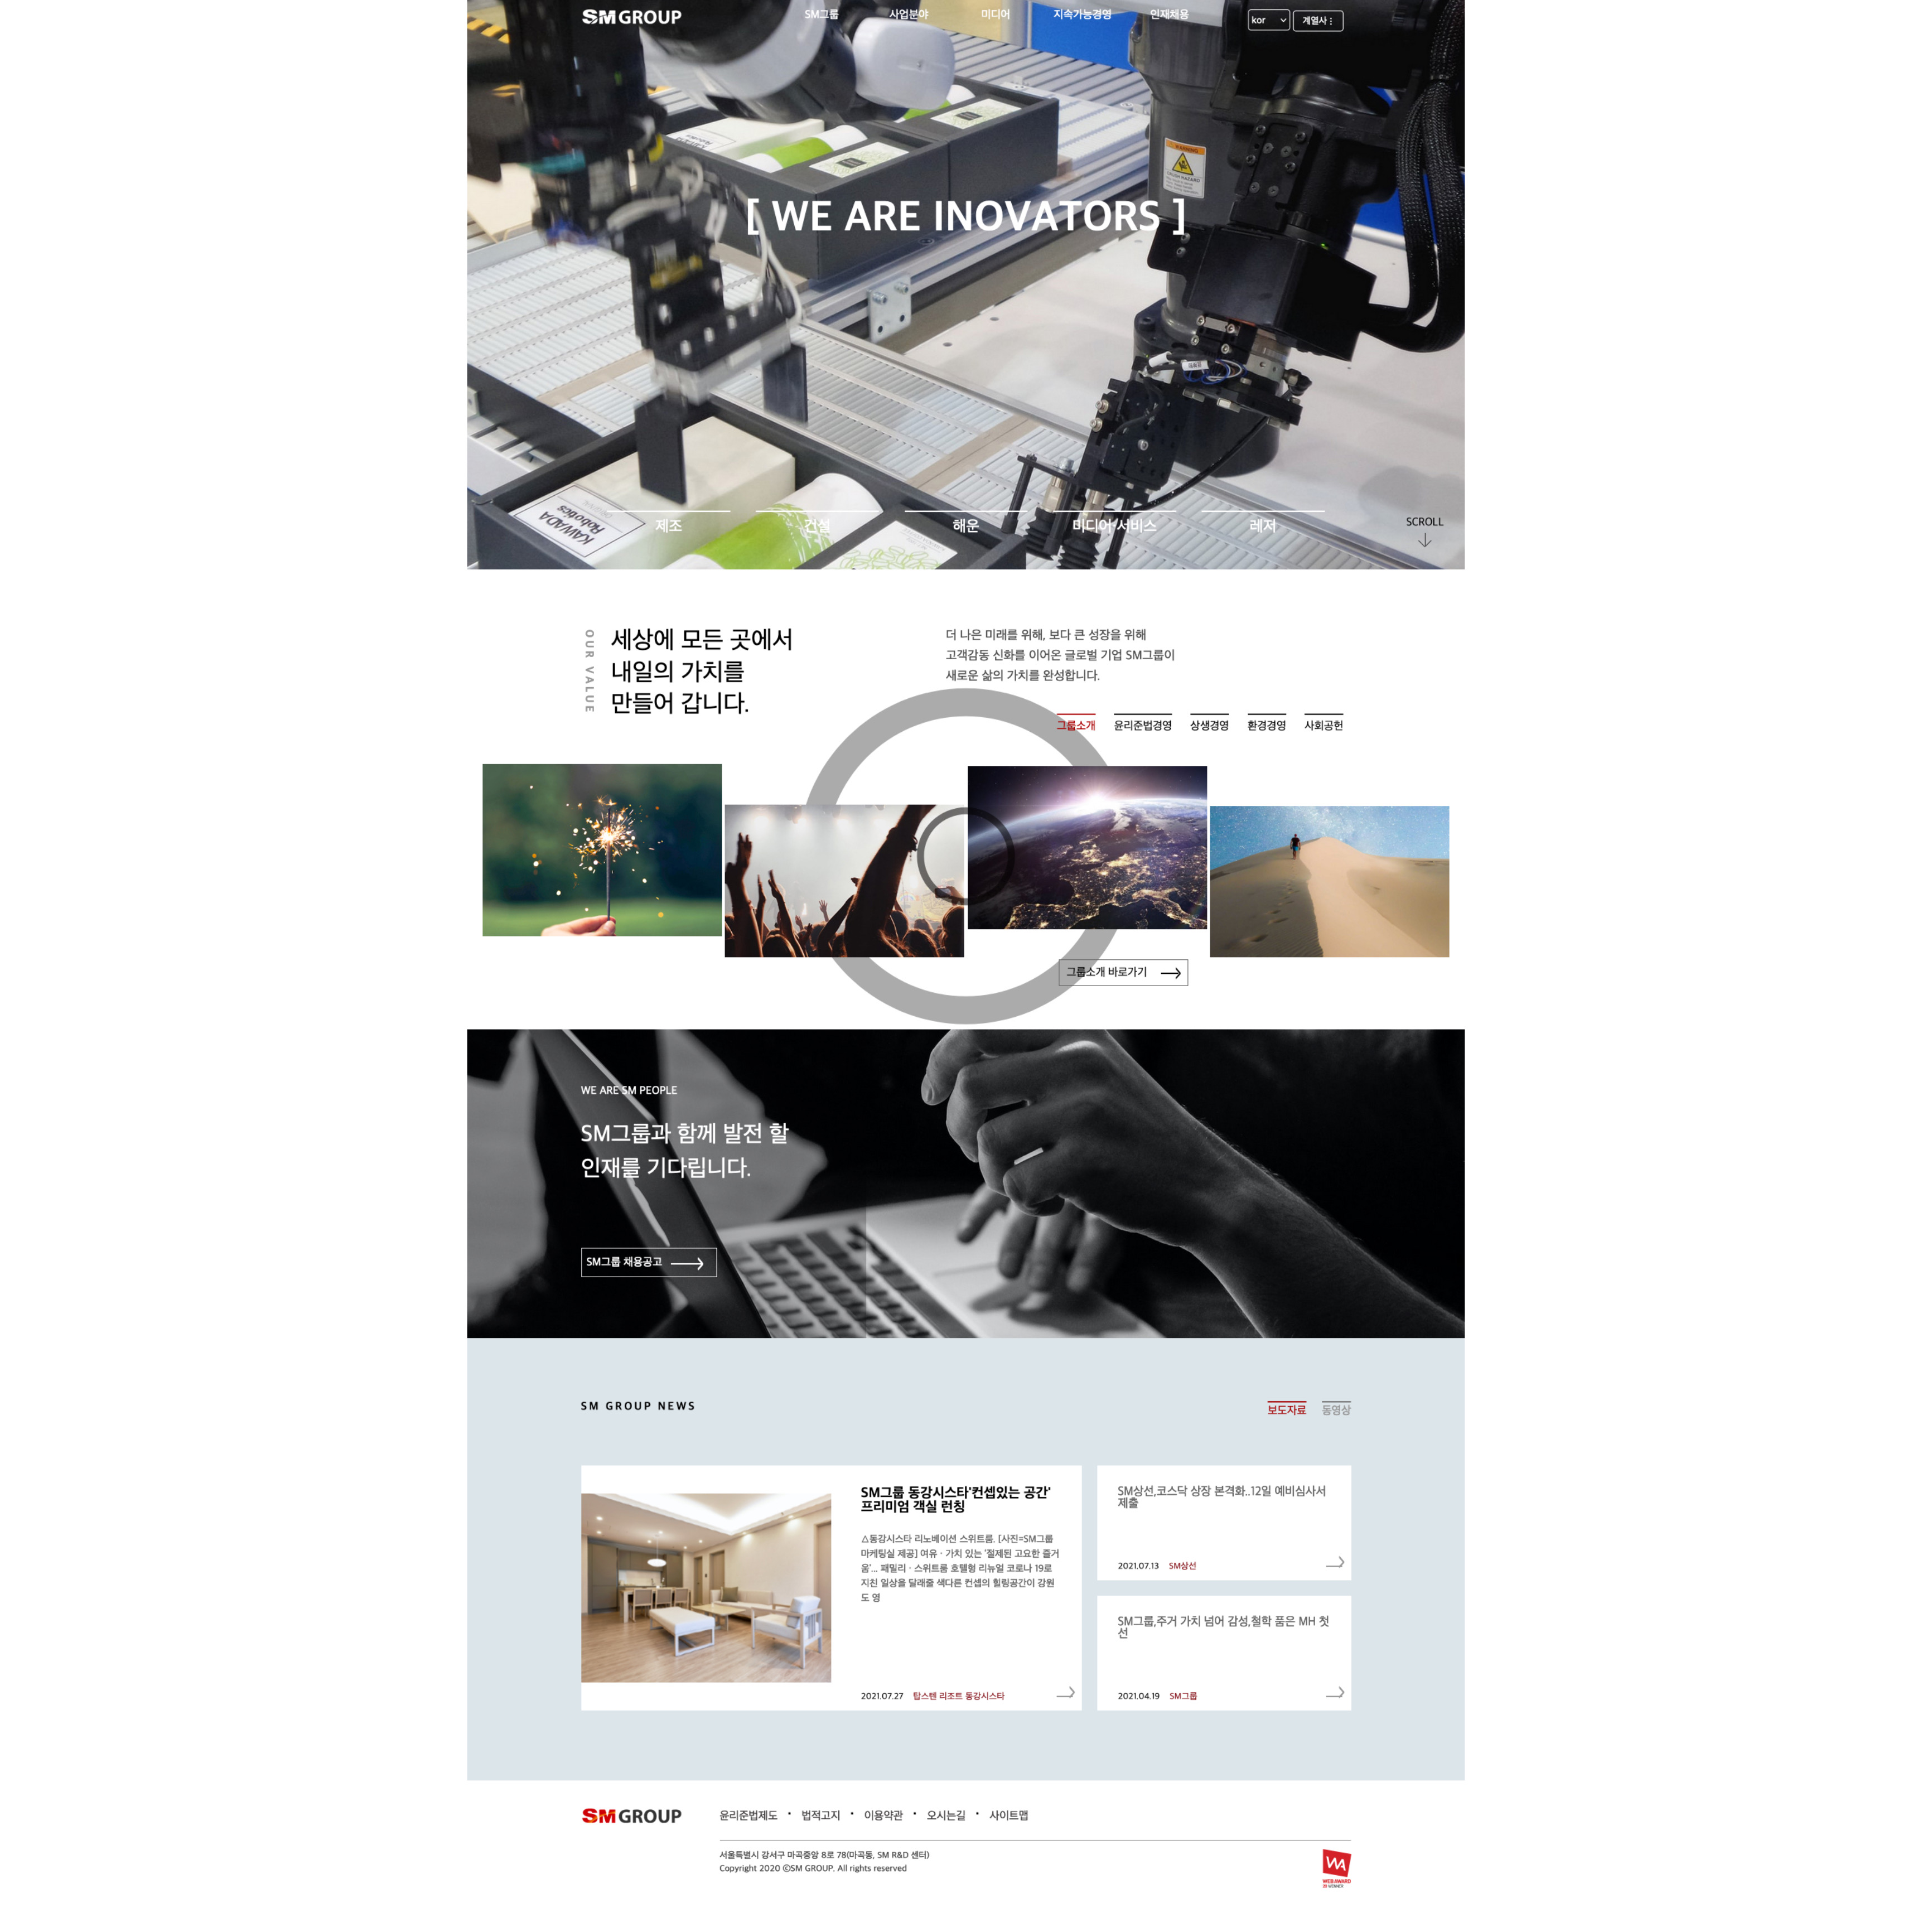 SM GROUP
SM그룹
사업분야
미디어
지속가능경영
인재채용
kor
계열사 ⋮
WARNING
[ WE ARE INOVATORS ]
KAWADA
Robotics
제조
건설
해운
미디어·서비스
레저
SCROLL
OUR VALUE
세상에 모든 곳에서
내일의 가치를
만들어 갑니다.
더 나은 미래를 위해, 보다 큰 성장을 위해
고객감동 신화를 이어온 글로벌 기업 SM그룹이
새로운 삶의 가치를 완성합니다.
그룹소개
윤리준법경영
상생경영
환경경영
사회공헌
그룹소개 바로가기
WE ARE SM PEOPLE
SM그룹과 함께 발전 할
인재를 기다립니다.
SM그룹 채용공고
SM GROUP NEWS
보도자료
동영상
SM그룹 동강시스타'컨셉있는 공간'
프리미엄 객실 런칭
△동강시스타 리노베이션 스위트룸. [사진=SM그룹
마케팅실 제공] 여유 · 가치 있는 '절제된 고요한 즐거
움'... 패밀리 · 스위트룸 호텔형 리뉴얼 코로나 19로
지친 일상을 달래줄 색다른 컨셉의 힐링공간이 강원
도 영
2021.07.27 탑스텐 리조트 동강시스타
SM상선,코스닥 상장 본격화..12일 예비심사서
제출
2021.07.13 SM상선
SM그룹,주거 가치 넘어 감성,철학 품은 MH 첫
선
2021.04.19 SM그룹
SM GROUP
윤리준법제도 · 법적고지 · 이용약관 · 오시는길 · 사이트맵
서울특별시 강서구 마곡중앙 8로 78(마곡동, SM R&D 센터)
Copyright 2020 ⓒSM GROUP. All rights reserved
WA
WEB AWARD
WINNER